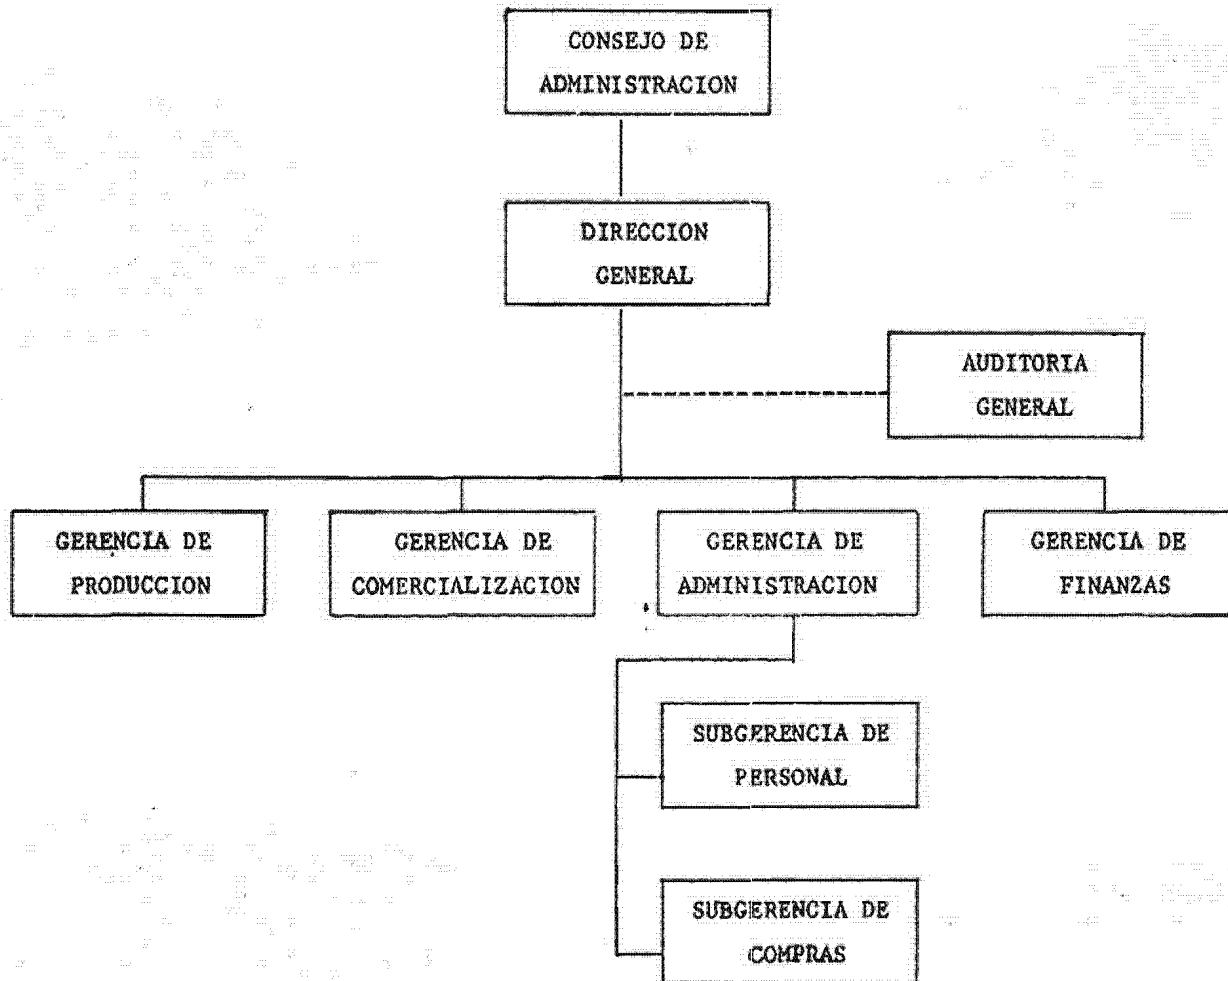 CONSEJO DE
ADMINISTRACION
DIRECCION
GENERAL
AUDITORIA
GENERAL
GERENCIA DE
PRODUCCION
GERENCIA DE
COMERCIALIZACION
GERENCIA DE
ADMINISTRACION
GERENCIA DE
FINANZAS
SUBGERENCIA DE
PERSONAL
SUBGERENCIA DE
COMPRAS